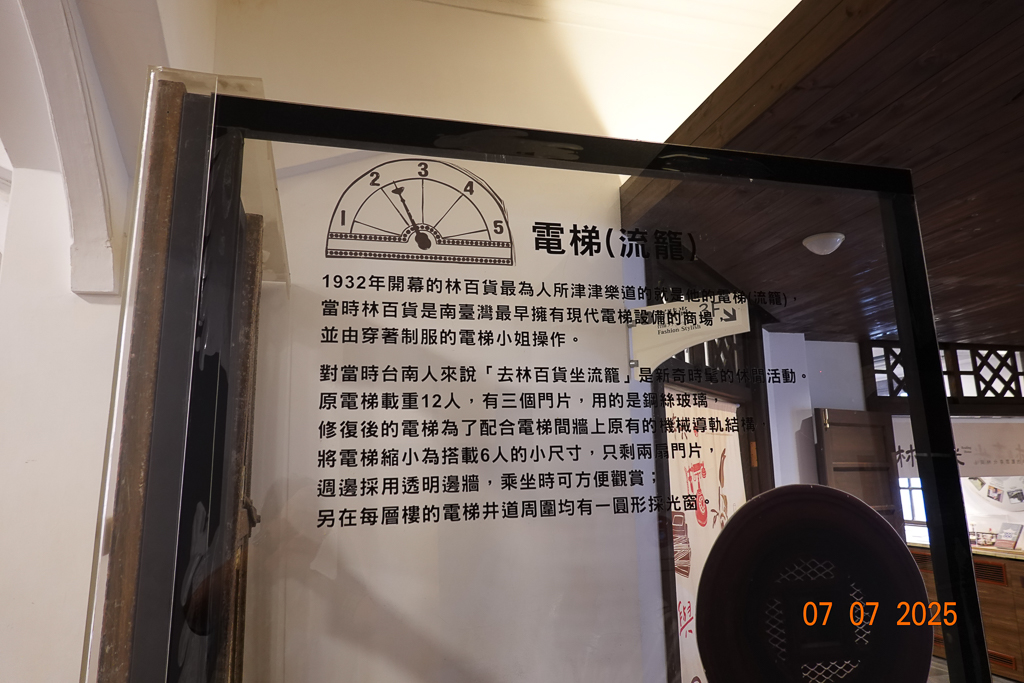 1 2 3 4 5
電梯(流籠)
1932年開幕的林百貨最為人所津津樂道的就是他的電梯(流籠)，
當時林百貨是南臺灣最早擁有現代電梯設備的商場
並由穿著制服的電梯小姐操作。
對當時台南人來說「去林百貨坐流籠」是新奇時髦的休閒活動。
原電梯載重12人，有三個門片，用的是鋼絲玻璃，
修復後的電梯為了配合電梯間牆上原有的機械導軌結構，
將電梯縮小為搭載6人的小尺寸，只剩兩扇門片，
週邊採用透明邊牆，乘坐時可方便觀賞；
另在每層樓的電梯井道周圍均有一圓形採光窗。
3F
Fashion Stylish
林
與
07 07 2025